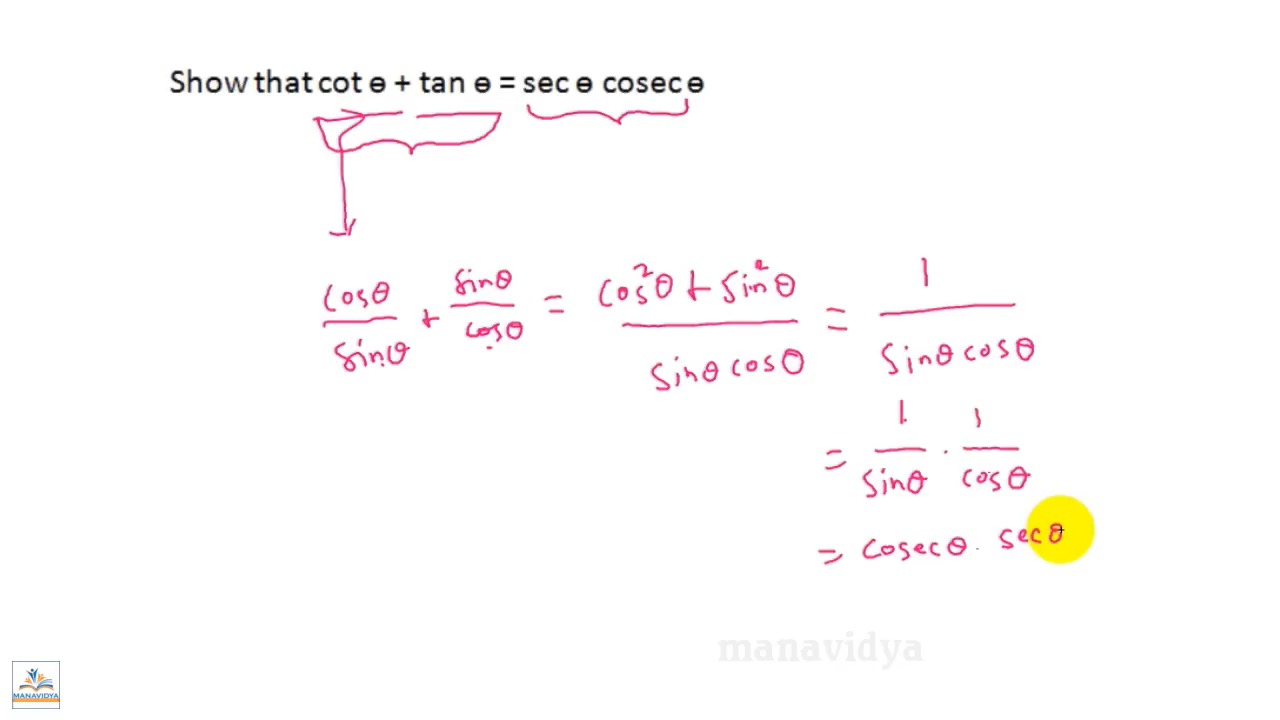 Show that cot ɵ + tan ɵ = sec ɵ cosec ɵ
cosθ/sinθ + sinθ/cosθ = cos²θ + sin²θ/sinθ cosθ = 1/sinθ cosθ
= 1/sinθ · 1/cosθ
= cosecθ · secθ
manavidya
MANAVIDYA